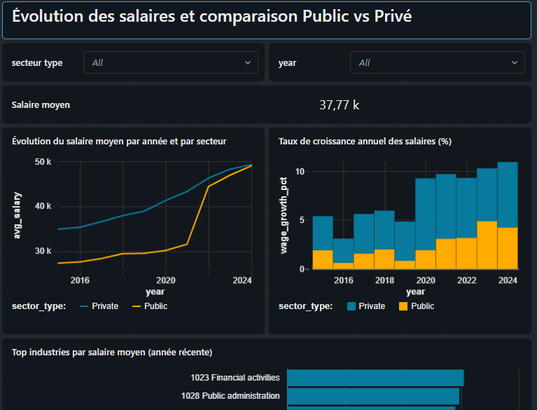 Évolution des salaires et comparaison Public vs Privé
secteur type All year All
Salaire moyen 37,77 k
Évolution du salaire moyen par année et par secteur
50 k
40 k
30 k
avg_salary
2016 2020 2024
year
sector_type: Private Public
Taux de croissance annuel des salaires (%)
10
5
0
wage_growth_pct
2016 2018 2020 2022 2024
year
sector_type: Private Public
Top industries par salaire moyen (année récente)
1023 Financial activities
1028 Public administration